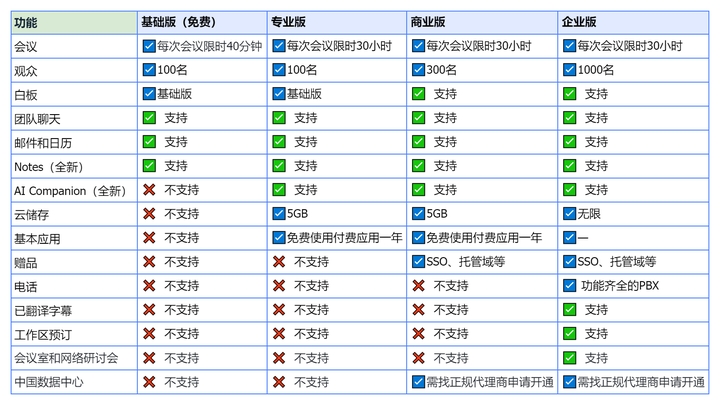 功能 基础版（免费） 专业版 商业版 企业版
会议 每次会议限时40分钟 每次会议限时30小时 每次会议限时30小时 每次会议限时30小时
观众 100名 100名 300名 1000名
白板 基础版 基础版 支持 支持
团队聊天 支持 支持 支持 支持
邮件和日历 支持 支持 支持 支持
Notes（全新） 支持 支持 支持 支持
AI Companion（全新） 不支持 支持 支持 支持
云储存 不支持 5GB 5GB 无限
基本应用 不支持 免费使用付费应用一年 免费使用付费应用一年 —
赠品 不支持 不支持 SSO、托管域等 SSO、托管域等
电话 不支持 不支持 不支持 功能齐全的PBX
已翻译字幕 不支持 不支持 不支持 支持
工作区预订 不支持 不支持 不支持 支持
会议室和网络研讨会 不支持 不支持 不支持 支持
中国数据中心 不支持 不支持 需找正规代理商申请开通 需找正规代理商申请开通